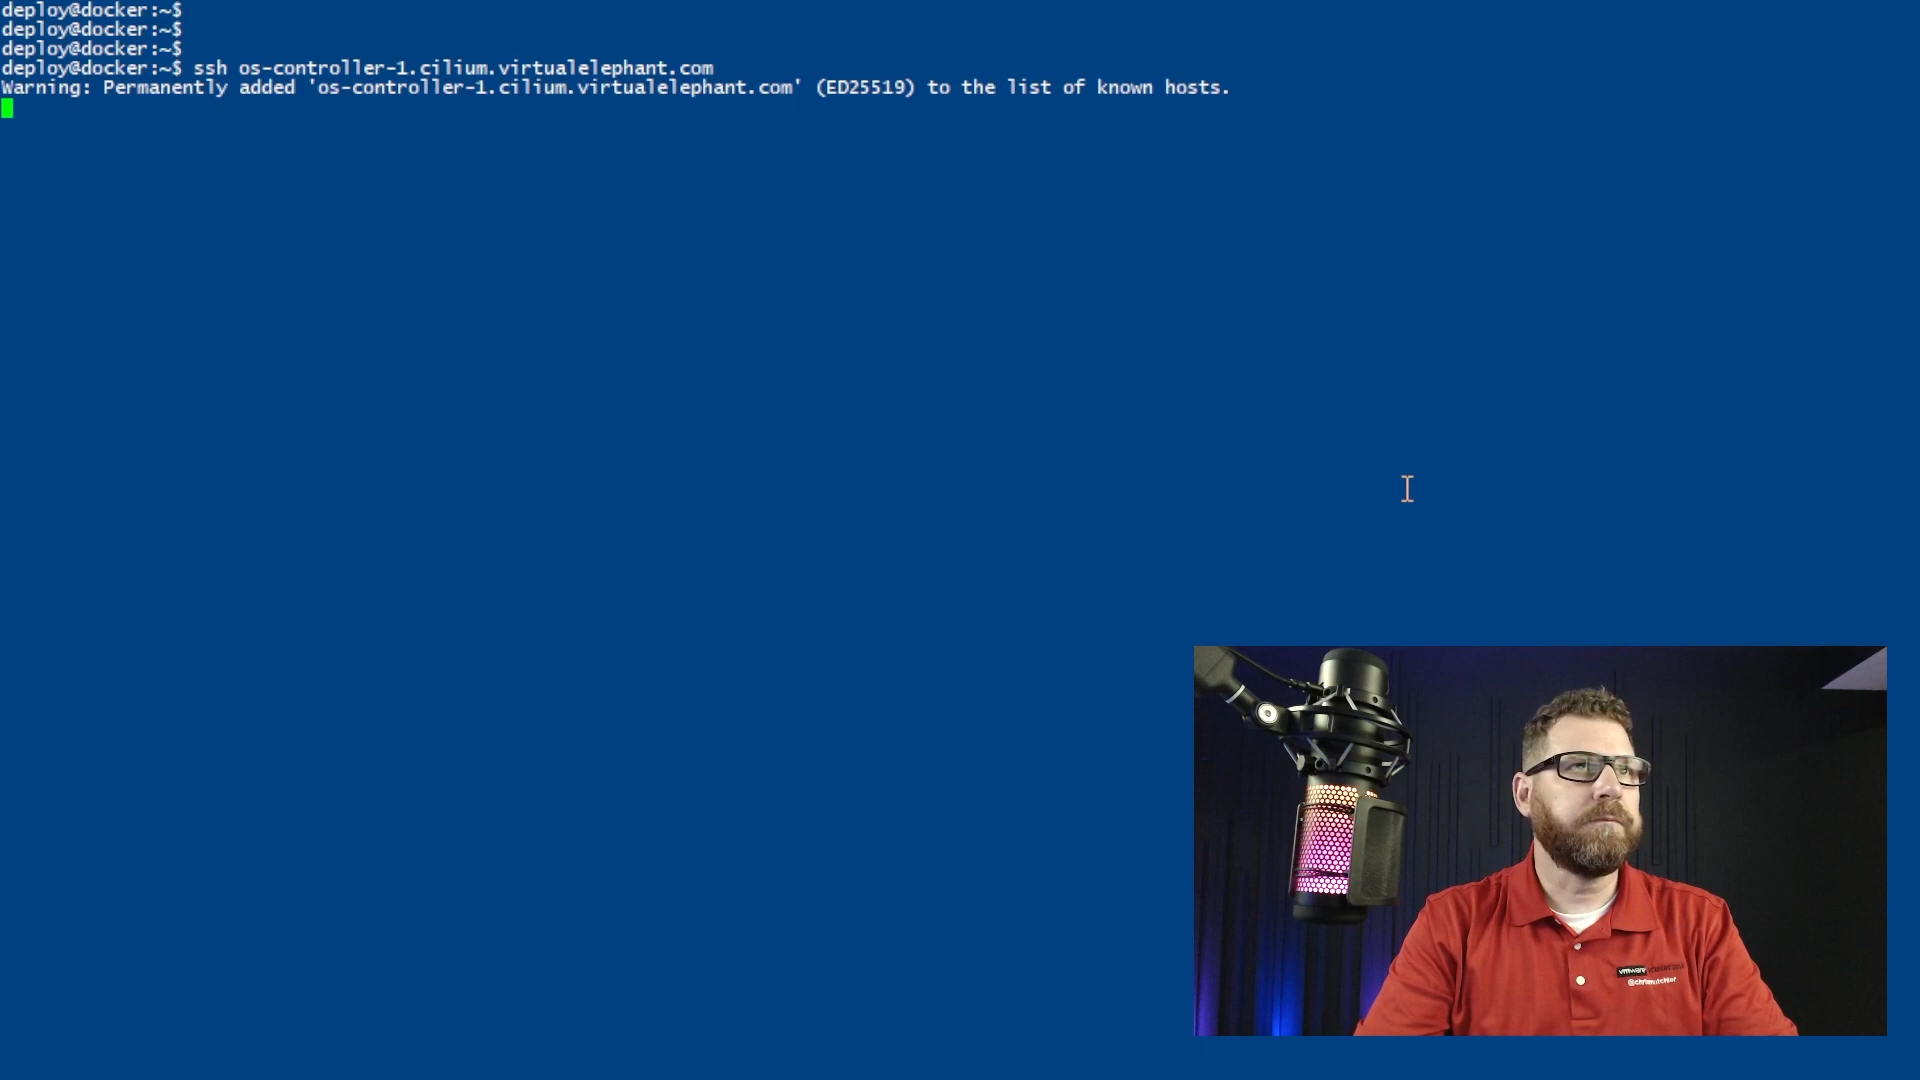 deploy@docker:~$
deploy@docker:~$
deploy@docker:~$
deploy@docker:~$ ssh os-controller-1.cilium.virtualelephant.com
Warning: Permanently added 'os-controller-1.cilium.virtualelephant.com' (ED25519) to the list of known hosts.
vmware